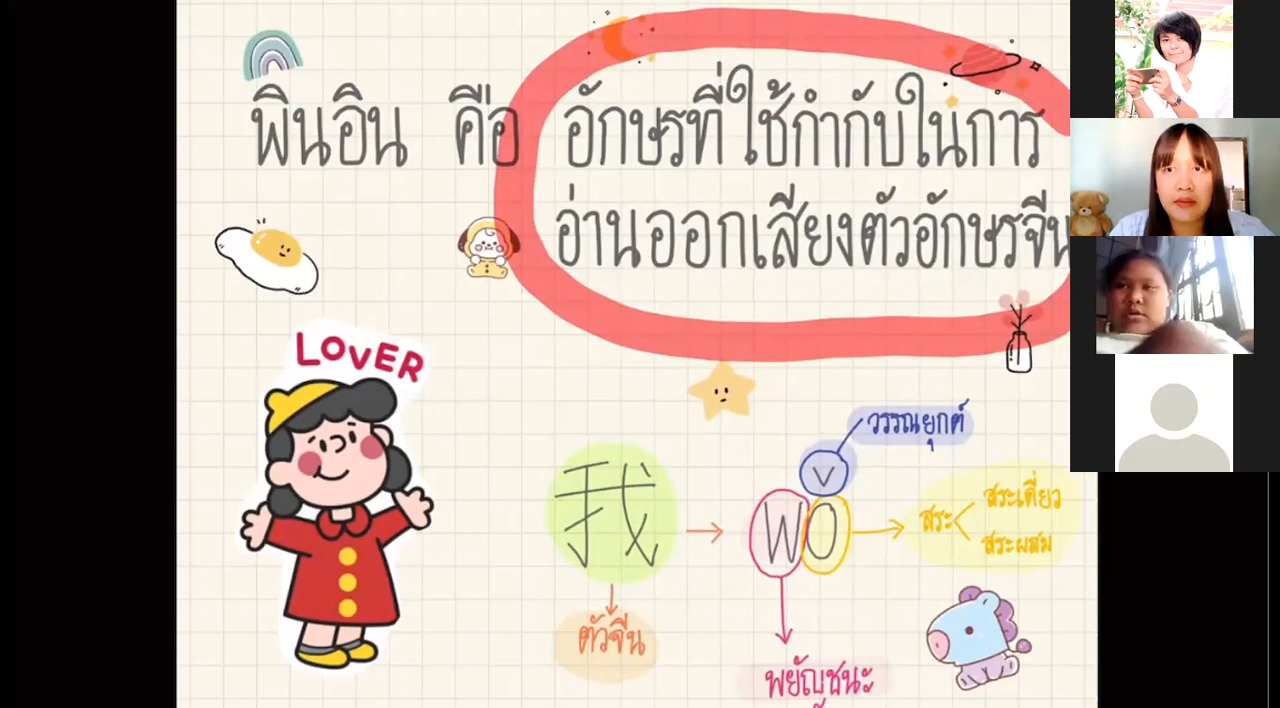 พินอิน คือ อักษรที่ใช้กำกับในการ
อ่านออกเสียงตัวอักษรจีน
LOVER
วรรณยุกต์
v
我
wo
สระ
สระเดี่ยว
สระผสม
ตัวจีน
พยัญชนะ